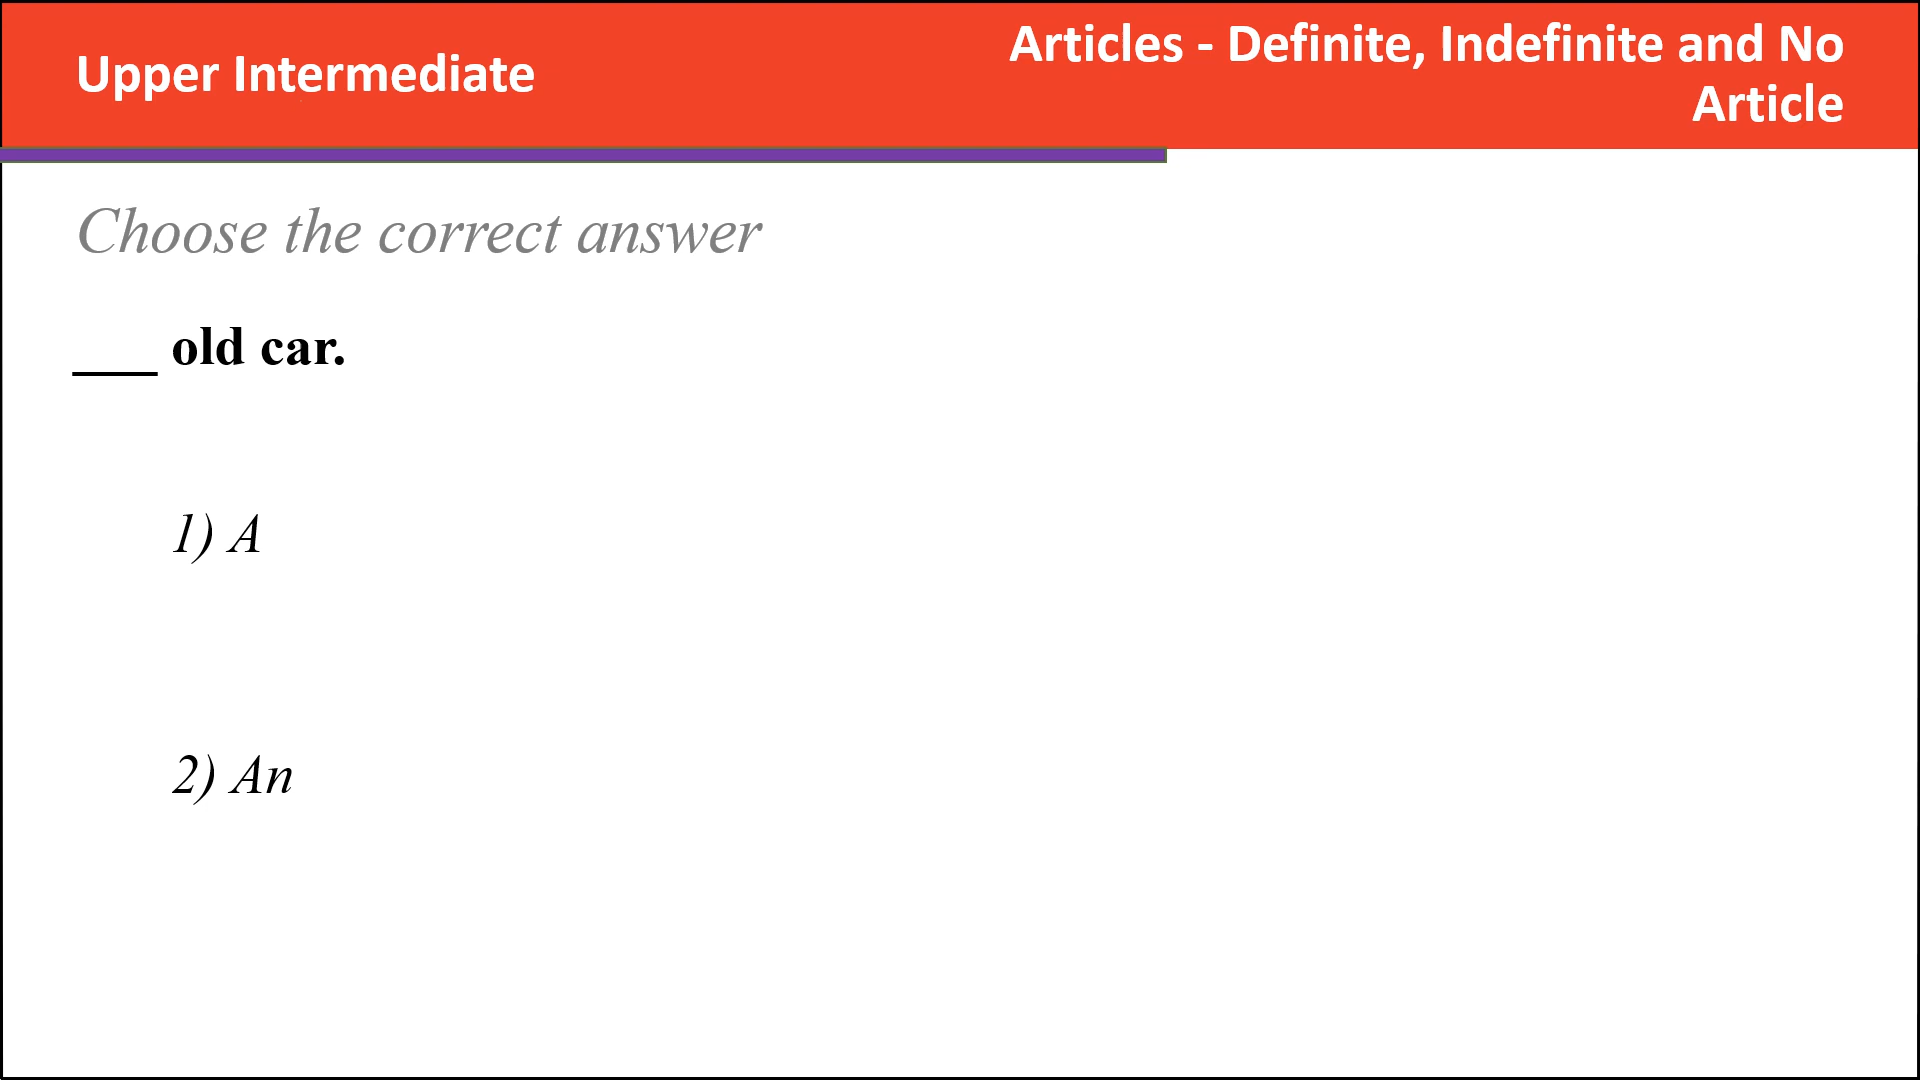 Upper Intermediate
Articles - Definite, Indefinite and No
Article
Choose the correct answer
___ old car.
1) A
2) An